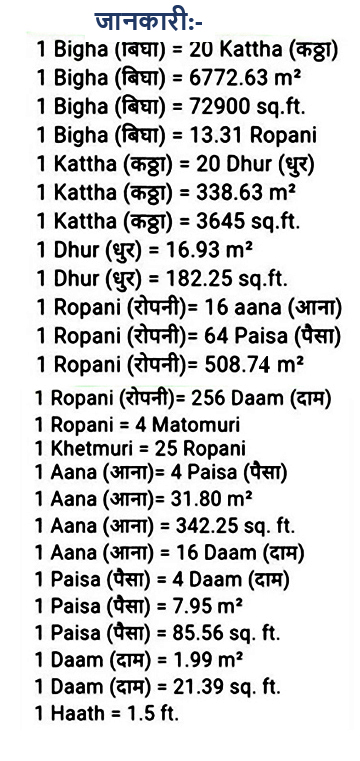 जानकारी:-
1 Bigha (बिघा) = 20 Kattha (कठ्ठा)
1 Bigha (बिघा) = 6772.63 m²
1 Bigha (बिघा) = 72900 sq.ft.
1 Bigha (बिघा) = 13.31 Ropani
1 Kattha (कठ्ठा) = 20 Dhur (धुर)
1 Kattha (कठ्ठा) = 338.63 m²
1 Kattha (कठ्ठा) = 3645 sq.ft.
1 Dhur (धुर) = 16.93 m²
1 Dhur (धुर) = 182.25 sq.ft.
1 Ropani (रोपनी)= 16 aana (आना)
1 Ropani (रोपनी)= 64 Paisa (पैसा)
1 Ropani (रोपनी)= 508.74 m²
1 Ropani (रोपनी)= 256 Daam (दाम)
1 Ropani = 4 Matomuri
1 Khetmuri = 25 Ropani
1 Aana (आना)= 4 Paisa (पैसा)
1 Aana (आना)= 31.80 m²
1 Aana (आना) = 342.25 sq. ft.
1 Aana (आना) = 16 Daam (दाम)
1 Paisa (पैसा) = 4 Daam (दाम)
1 Paisa (पैसा) = 7.95 m²
1 Paisa (पैसा) = 85.56 sq. ft.
1 Daam (दाम) = 1.99 m²
1 Daam (दाम) = 21.39 sq. ft.
1 Haath = 1.5 ft.